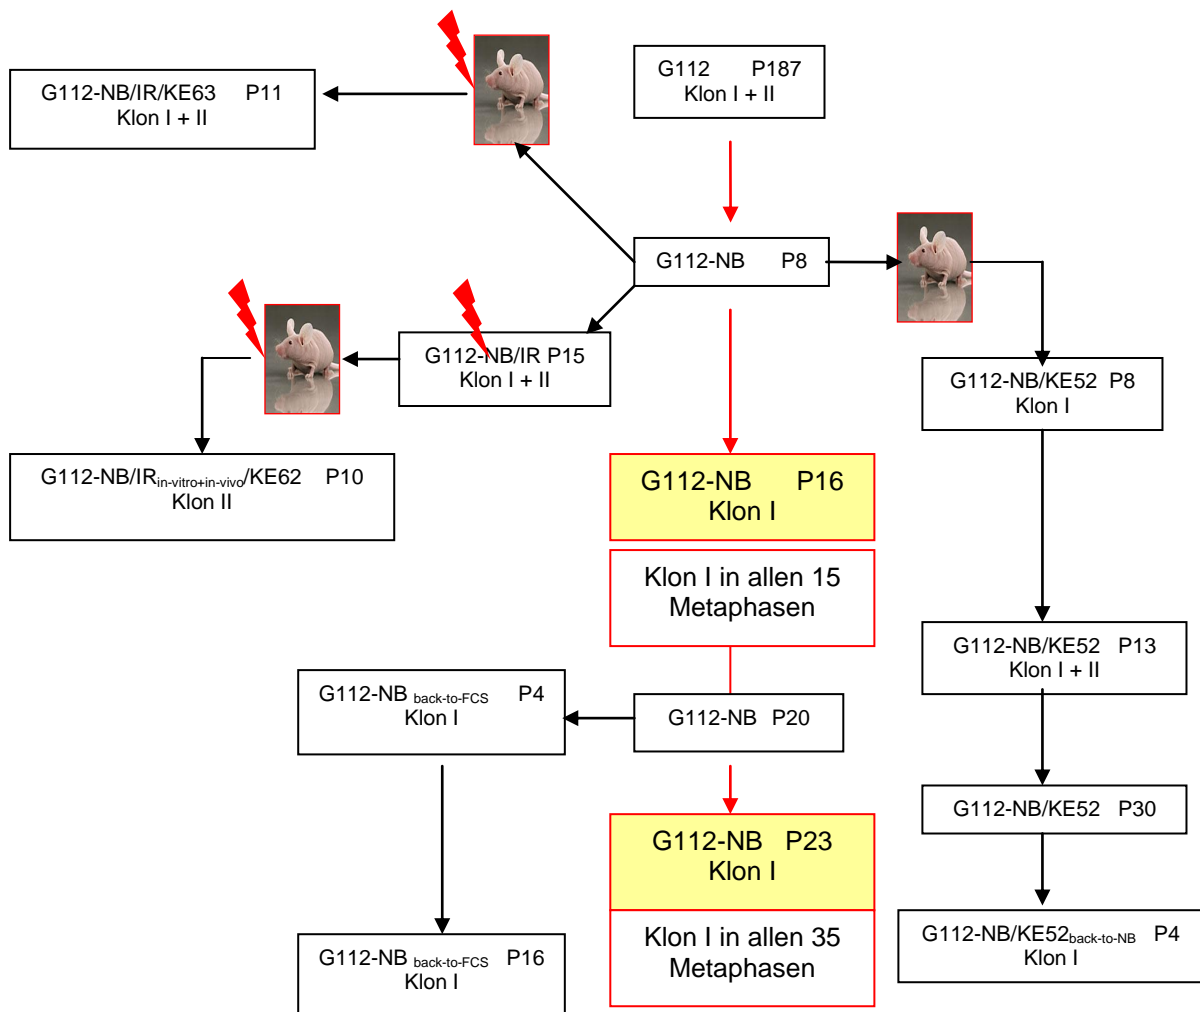 G112 P187
Klon I + II
G112-NB/IR/KE63 P11
Klon I + II
G112-NB P8
G112-NB/IR P15
Klon I + II
G112-NB/KE52 P8
Klon I
G112-NB/IRin-vitro+in-vivo/KE62 P10
Klon II
G112-NB P16
Klon I
Klon I in allen 15
Metaphasen
G112-NB/KE52 P13
Klon I + II
G112-NB back-to-FCS P4
Klon I
G112-NB P20
G112-NB/KE52 P30
G112-NB P23
Klon I
Klon I in allen 35
Metaphasen
G112-NB/KE52back-to-NB P4
Klon I
G112-NB back-to-FCS P16
Klon I